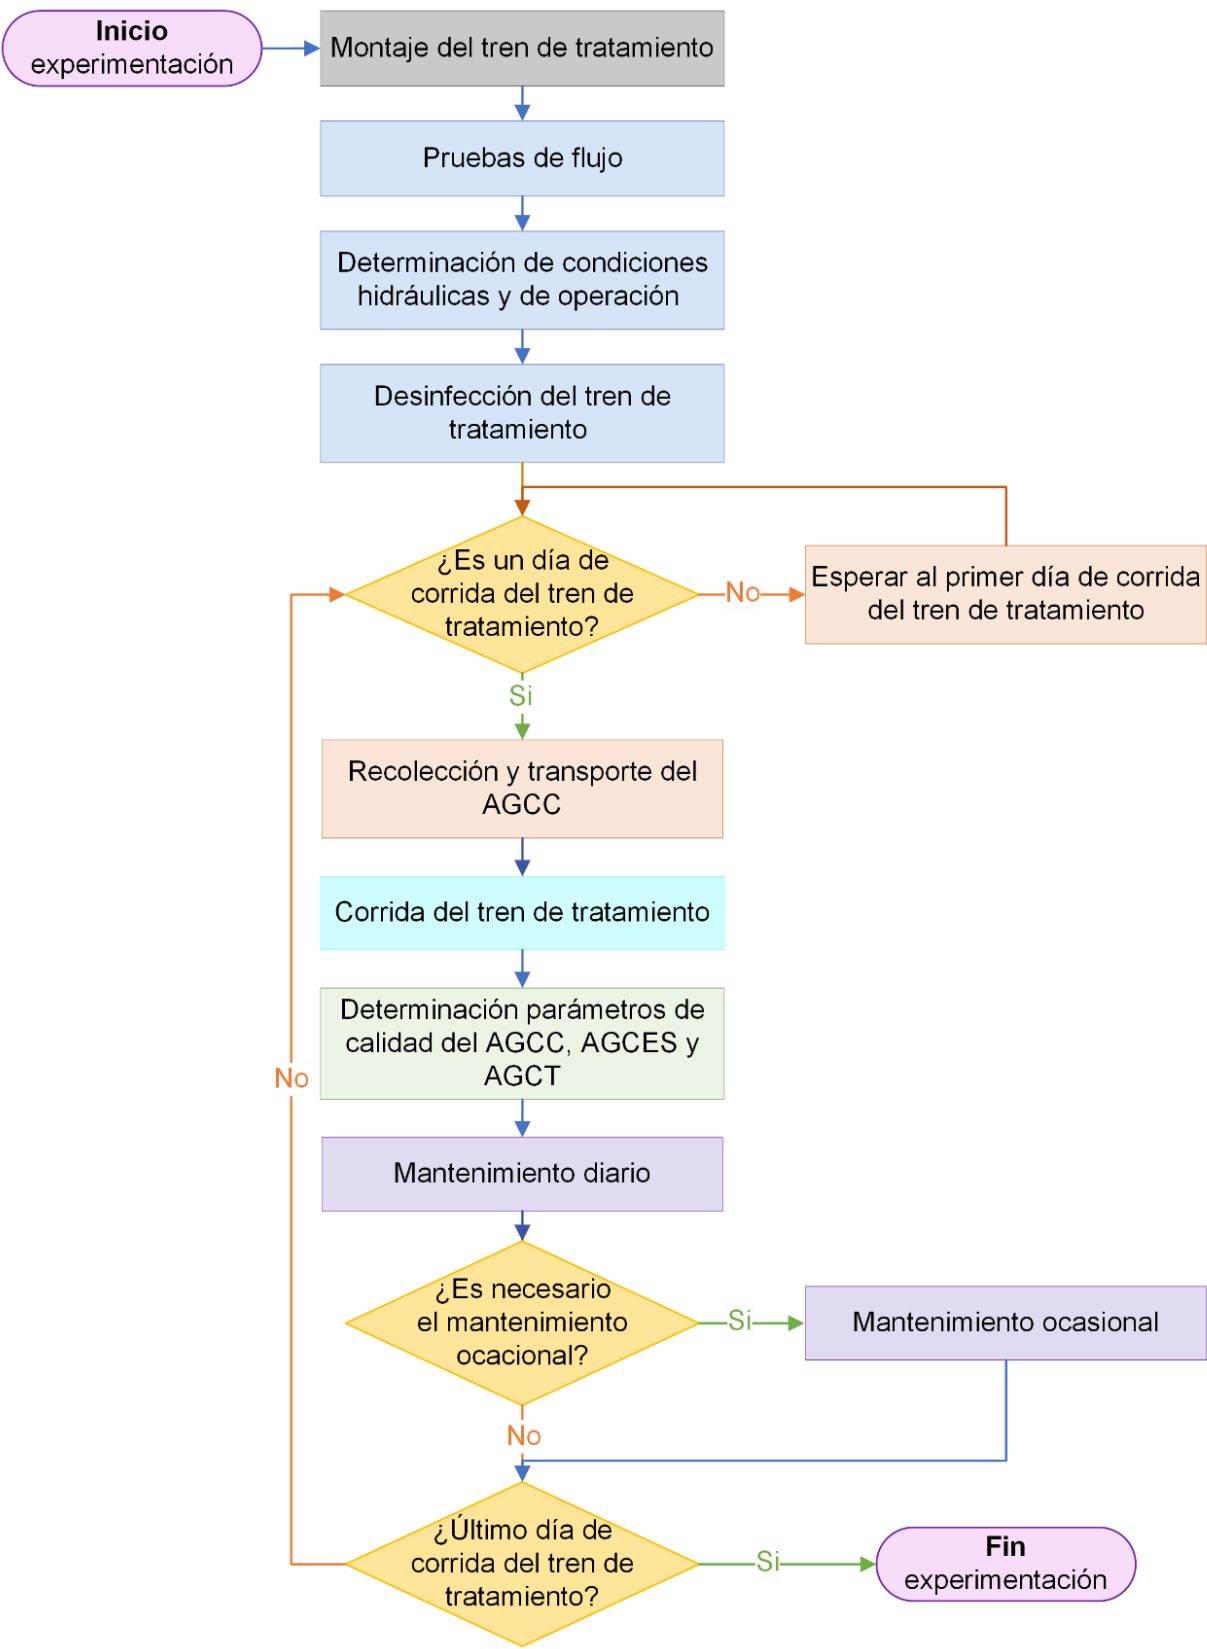 Inicio
experimentación
Montaje del tren de tratamiento
Pruebas de flujo
Determinación de condiciones
hidráulicas y de operación
Desinfección del tren de
tratamiento
¿Es un día de
corrida del tren de
tratamiento?
No
Esperar al primer día de corrida
del tren de tratamiento
Si
Recolección y transporte del
AGCC
Corrida del tren de tratamiento
Determinación parámetros de
calidad del AGCC, AGCES y
AGCT
No
Mantenimiento diario
¿Es necesario
el mantenimiento
ocacional?
Si
Mantenimiento ocasional
No
¿Último día de
corrida del tren de
tratamiento?
Si
Fin
experimentación